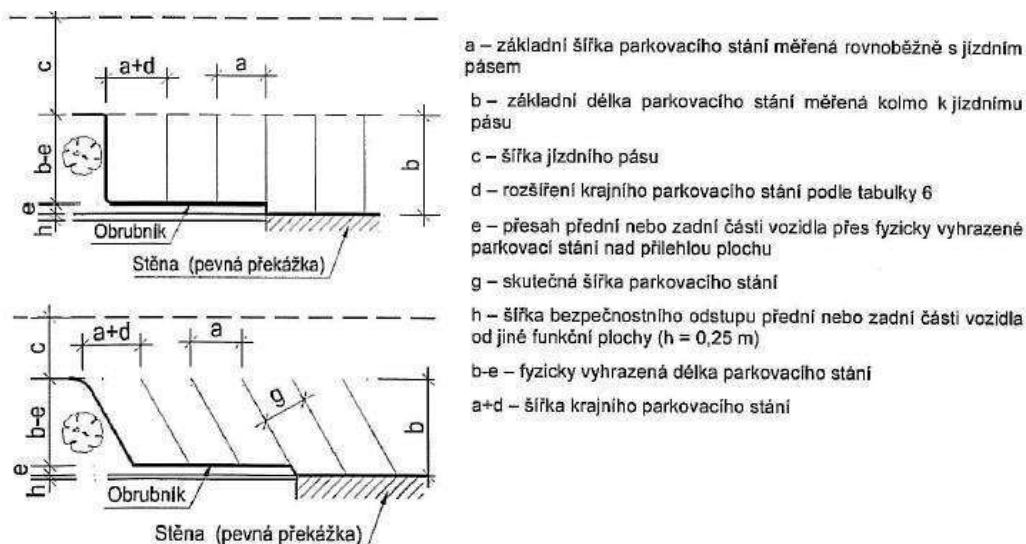 c
a+d
a
b-e
b
e
h
Obrubník
Stěna (pevná překážka)
c
a+d
a
g
b-e
b
e
h
Obrubník
Stěna (pevná překážka)
a – základní šířka parkovacího stání měřená rovnoběžně s jízdním
pásem
b – základní délka parkovacího stání měřená kolmo k jízdnímu
pásu
c – šířka jízdního pásu
d – rozšíření krajního parkovacího stání podle tabulky 6
e – přesah přední nebo zadní části vozidla přes fyzicky vyhrazené
parkovací stání nad přilehlou plochu
g – skutečná šířka parkovacího stání
h – šířka bezpečnostního odstupu přední nebo zadní části vozidla
od jiné funkční plochy (h = 0,25 m)
b-e – fyzicky vyhrazená délka parkovacího stání
a+d – šířka krajního parkovacího stání